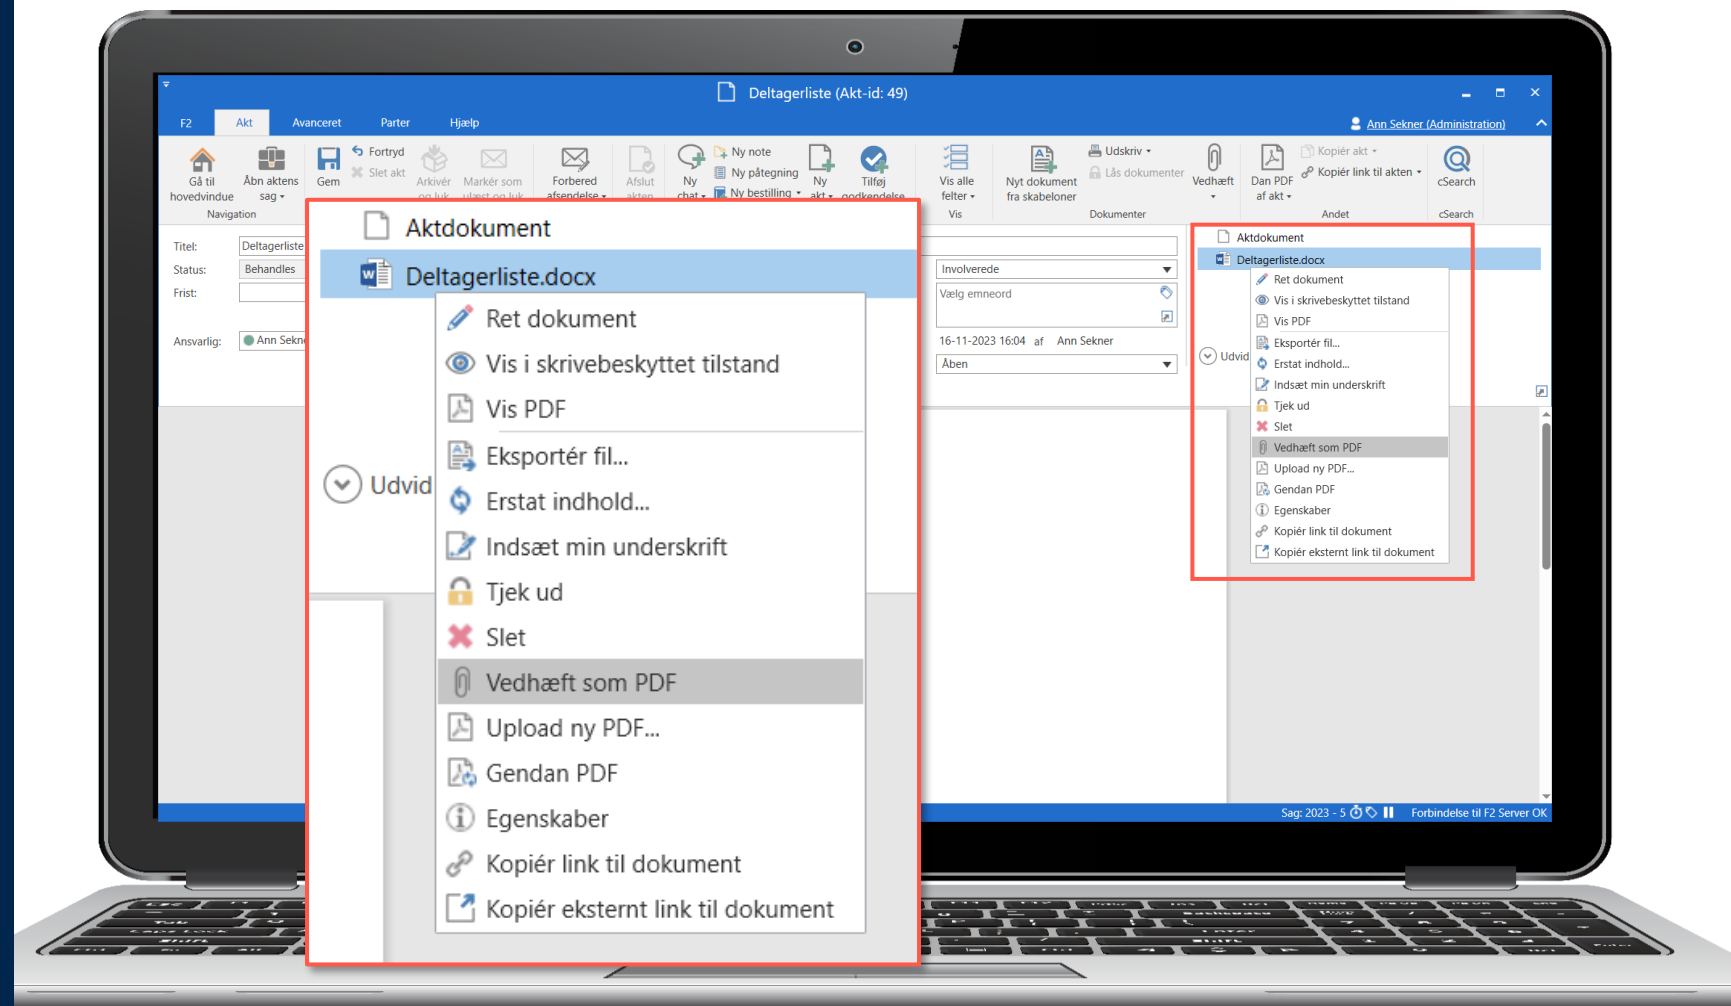 Deltagerliste (Akt-id: 49)
F2 Akt Avanceret Parter Hjælp
Ann Sekner (Administration)
Gå til hovedvindue
Åbn aktens sag
Gem
Fortryd
Slet akt
Arkivér
og luk
Markér som
ulæst og luk
Forbered
afsendelse
Afslut
akten
Ny
chat
Ny note
Ny påtegning
Ny bestilling
Ny
akt
Tilføj
godkendelse
Vis alle
felter
Nyt dokument
fra skabeloner
Udskriv
Lås dokumenter
Vedhæft
Dan PDF
af akt
Kopiér akt
Kopiér link til akten
cSearch
Navigation
Vis
Dokumenter
Andet
cSearch
Titel: Deltagerliste
Status: Behandles
Frist:
Ansvarlig: Ann Sekn
Involverede
Vælg emneord
16-11-2023 16:04 af Ann Sekner
Åben
Aktdokument
Deltagerliste.docx
Ret dokument
Vis i skrivebeskyttet tilstand
Vis PDF
Eksportér fil...
Udvid
Erstat indhold...
Indsæt min underskrift
Tjek ud
Slet
Vedhæft som PDF
Upload ny PDF...
Gendan PDF
Egenskaber
Kopiér link til dokument
Kopiér eksternt link til dokument
Aktdokument
Deltagerliste.docx
Ret dokument
Vis i skrivebeskyttet tilstand
Vis PDF
Eksportér fil...
Udvid
Erstat indhold...
Indsæt min underskrift
Tjek ud
Slet
Vedhæft som PDF
Upload ny PDF...
Gendan PDF
Egenskaber
Kopiér link til dokument
Kopiér eksternt link til dokument
Sag: 2023 - 5 Forbindelse til F2 Server OK